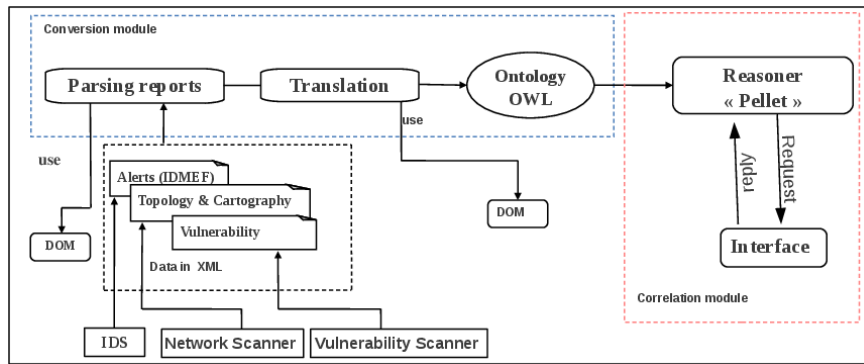 Conversion module
Parsing reports
Translation
Ontology
OWL
Reasoner
« Pellet »
use
use
Alerts (IDMEF)
Topology & Cartography
Vulnerability
Data in XML
DOM
DOM
reply
Request
Interface
Correlation module
IDS
Network Scanner
Vulnerability Scanner